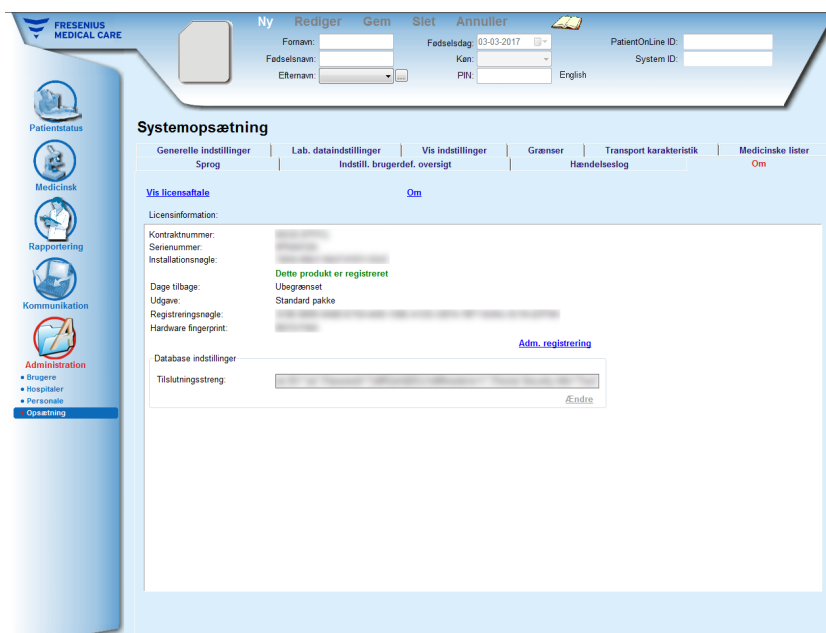 FRESENIUS
MEDICAL CARE
Ny Rediger Gem Slet Annuller
Fornavn:
Fødselsdag: 03-03-2017
PatientOnLine ID:
Fødselsnavn:
Køn:
System ID:
Efternavn:
...
PIN:
English
Patientstatus
Medicinsk
Rapportering
Kommunikation
Administration
Brugere
Hospitaler
Personale
Opsætning
Systemopsætning
Generelle indstillinger | Lab. dataindstillinger | Vis indstillinger | Grænser | Transport karakteristik | Medicinske lister
Sprog | Indstill. brugerdef. oversigt | Hændelseslog Om
Vis licensaftale Om
Licensinformation:
Kontraktnummer:
Serienummer:
Installationsnøgle:
Dette produkt er registreret
Dage tilbage: Ubegrænset
Udgave: Standard pakke
Registreringsnøgle:
Hardware fingerprint:
Adm. registrering
Database indstillinger
Tilslutningsstreng:
Ændre